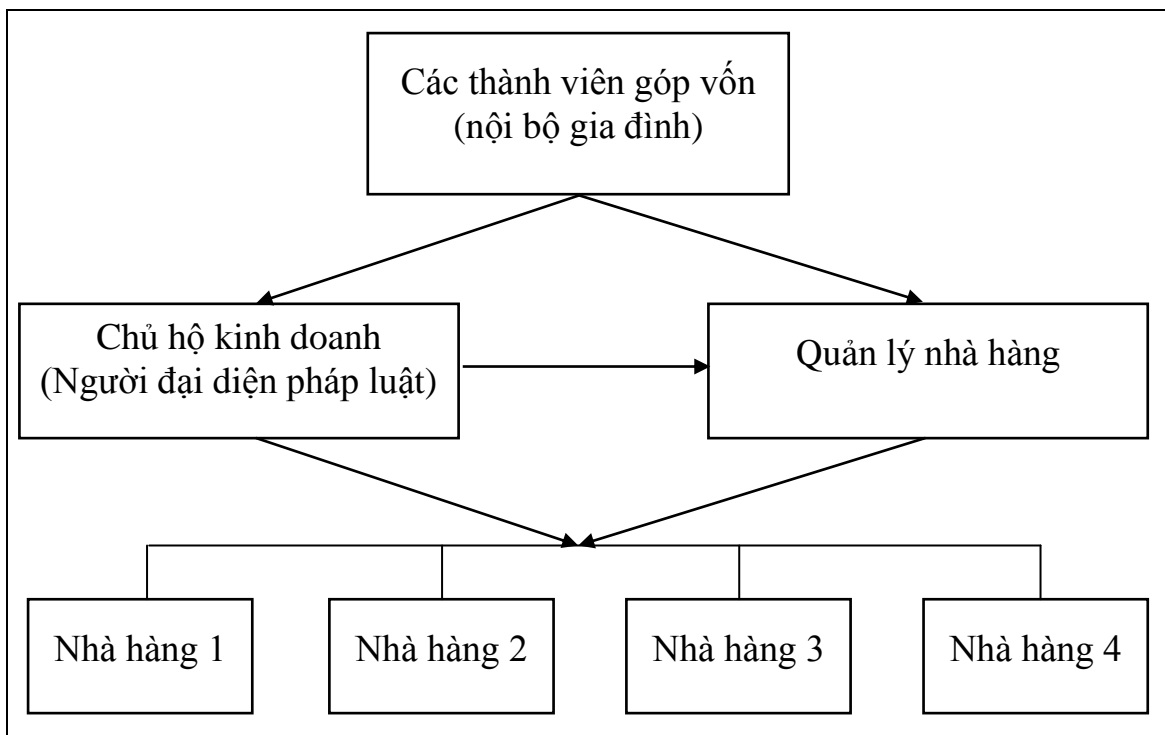 Các thành viên góp vốn
(nội bộ gia đình)
Chủ hộ kinh doanh
(Người đại diện pháp luật)
Quản lý nhà hàng
Nhà hàng 1
Nhà hàng 2
Nhà hàng 3
Nhà hàng 4